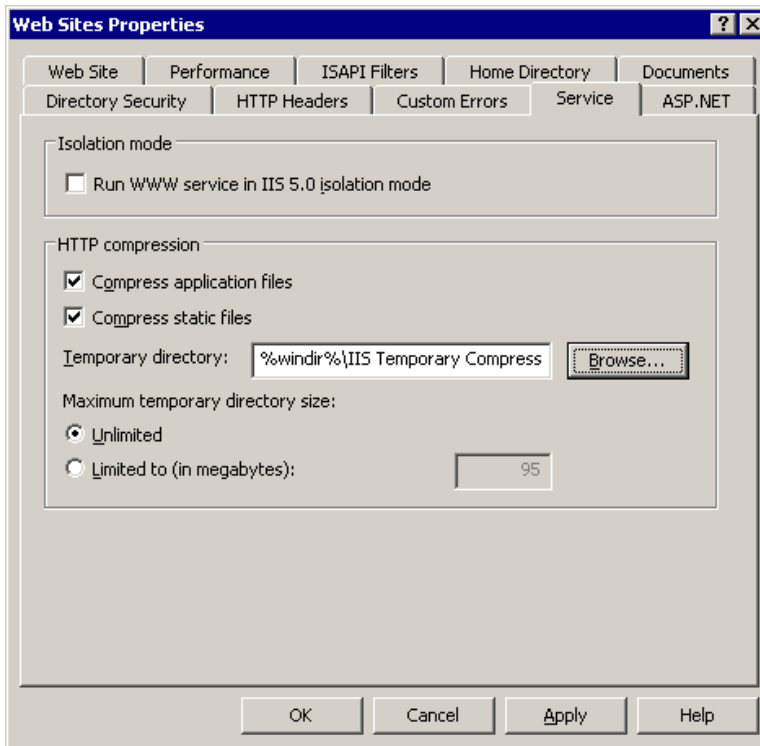 Web Sites Properties
Web Site Performance ISAPI Filters Home Directory Documents
Directory Security HTTP Headers Custom Errors Service ASP.NET
Isolation mode
Run WWW service in IIS 5.0 isolation mode
HTTP compression
Compress application files
Compress static files
Temporary directory: %windir%\IIS Temporary Compress Browse...
Maximum temporary directory size:
Unlimited
Limited to (in megabytes): 95
OK Cancel Apply Help